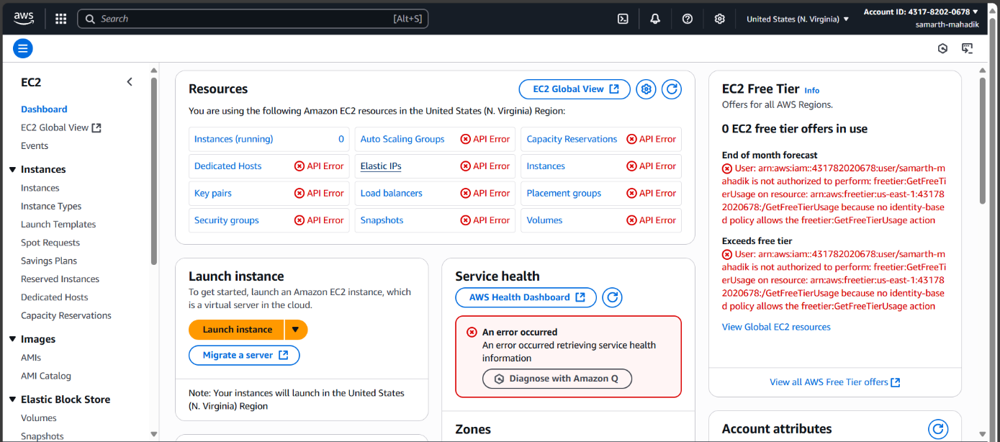 aws
Search
[Alt+S]
United States (N. Virginia)
Account ID: 4317-8202-0678
samarth-mahadik
EC2
Dashboard
EC2 Global View
Events
Instances
Instances
Instance Types
Launch Templates
Spot Requests
Savings Plans
Reserved Instances
Dedicated Hosts
Capacity Reservations
Images
AMIs
AMI Catalog
Elastic Block Store
Volumes
Snapshots
Resources
EC2 Global View
You are using the following Amazon EC2 resources in the United States (N. Virginia) Region:
Instances (running) 0
Auto Scaling Groups API Error
Capacity Reservations API Error
Dedicated Hosts API Error
Elastic IPs API Error
Instances API Error
Key pairs API Error
Load balancers API Error
Placement groups API Error
Security groups API Error
Snapshots API Error
Volumes API Error
Launch instance
To get started, launch an Amazon EC2 instance, which
is a virtual server in the cloud.
Launch instance
Migrate a server
Note: Your instances will launch in the United States
(N. Virginia) Region
Service health
AWS Health Dashboard
An error occurred
An error occurred retrieving service health
information
Diagnose with Amazon Q
Zones
EC2 Free Tier Info
Offers for all AWS Regions.
0 EC2 free tier offers in use
End of month forecast
User: arn:aws:iam::431782020678:user/samarth-m
ahadik is not authorized to perform: freetier:GetFreeTi
erUsage on resource: arn:aws:freetier:us-east-1:43178
2020678:/GetFreeTierUsage because no identity-base
d policy allows the freetier:GetFreeTierUsage action
Exceeds free tier
User: arn:aws:iam::431782020678:user/samarth-m
ahadik is not authorized to perform: freetier:GetFreeTi
erUsage on resource: arn:aws:freetier:us-east-1:43178
2020678:/GetFreeTierUsage because no identity-base
d policy allows the freetier:GetFreeTierUsage action
View Global EC2 resources
View all AWS Free Tier offers
Account attributes